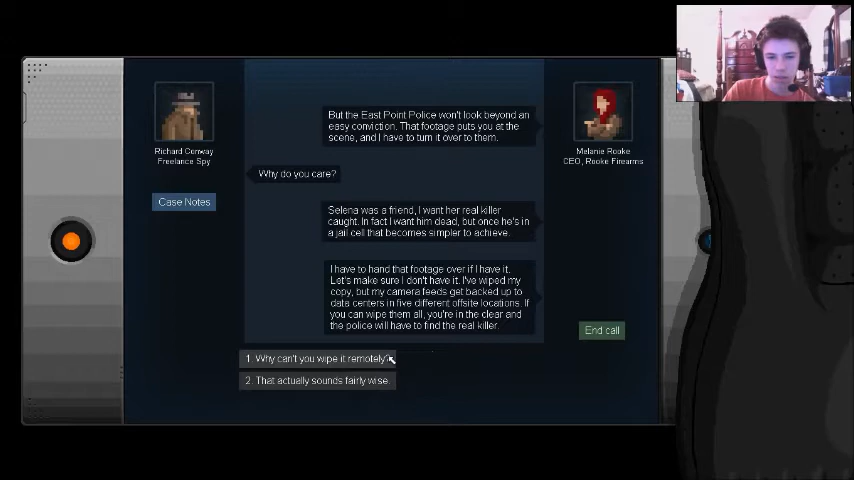 But the East Point Police won't look beyond an
easy conviction. That footage puts you at the
scene, and I have to turn it over to them.
Richard Conway
Freelance Spy
Melanie Rooke
CEO, Rooke Firearms
Why do you care?
Case Notes
Selena was a friend, I want her real killer
caught. In fact I want him dead, but once he's in
a jail cell that becomes simpler to achieve.
I have to hand that footage over if I have it.
Let's make sure I don't have it. I've wiped my
copy, but my camera feeds get backed up to
data centers in five different offsite locations. If
you can wipe them all, you're in the clear and
the police will have to find the real killer.
End call
1. Why can't you wipe it remotely?
2. That actually sounds fairly wise.